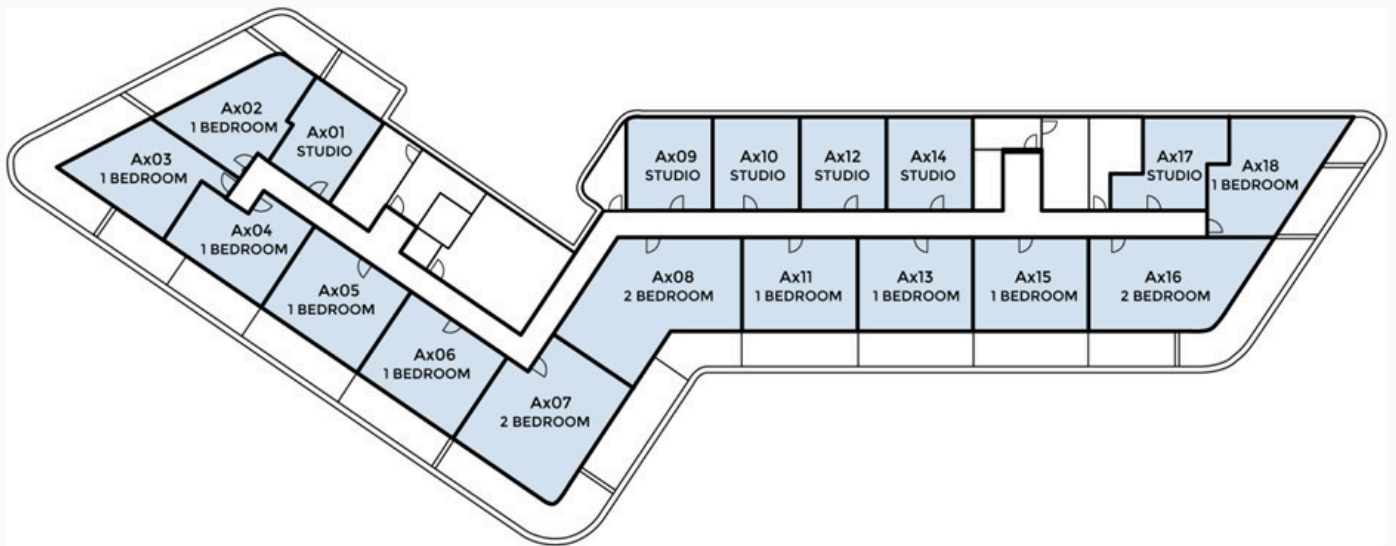 Ax02
1 BEDROOM
Ax01
STUDIO
Ax03
1 BEDROOM
Ax04
1 BEDROOM
Ax05
1 BEDROOM
Ax06
1 BEDROOM
Ax07
2 BEDROOM
Ax08
2 BEDROOM
Ax09
STUDIO
Ax10
STUDIO
Ax12
STUDIO
Ax14
STUDIO
Ax17
STUDIO
Ax18
1 BEDROOM
Ax11
1 BEDROOM
Ax13
1 BEDROOM
Ax15
1 BEDROOM
Ax16
2 BEDROOM